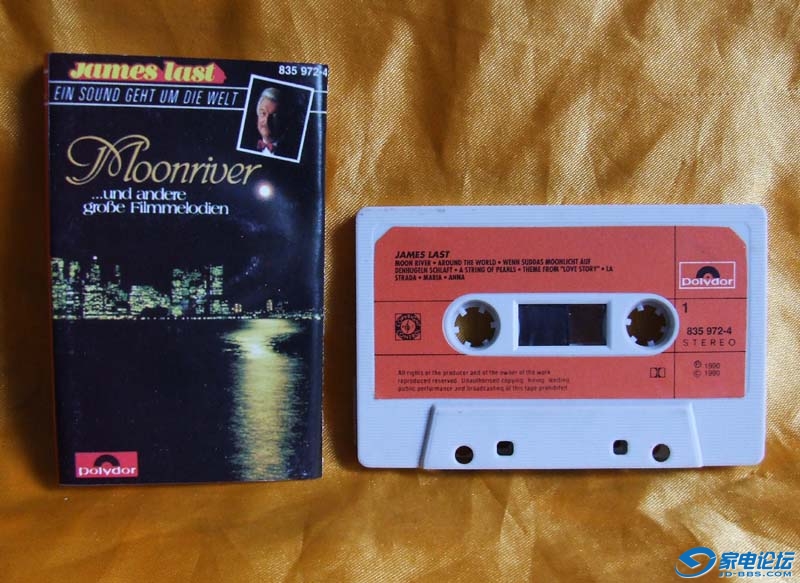 james last
835 972-4
EIN SOUND GEHT UM DIE WELT
Moonriver
...und andere
große Filmmelodien
polydor
JAMES LAST
MOON RIVER • AROUND THE WORLD • WENN SUDDAS MOONLICHT AUF
DENHUGELN SCHLAFT • A STRING OF PEARLS • THEME FROM "LOVE STORY" • LA
STRADA • MARIA • ANNA
polydor
1
835 972-4
STEREO
All rights of the producer and of the owner of the work
reproduced reserved. Unauthorised copying, hiring, lending,
public performance and broadcasting of this tape prohibited.
℗ 1990
© 1990
家电论坛
JD-BBS.COM